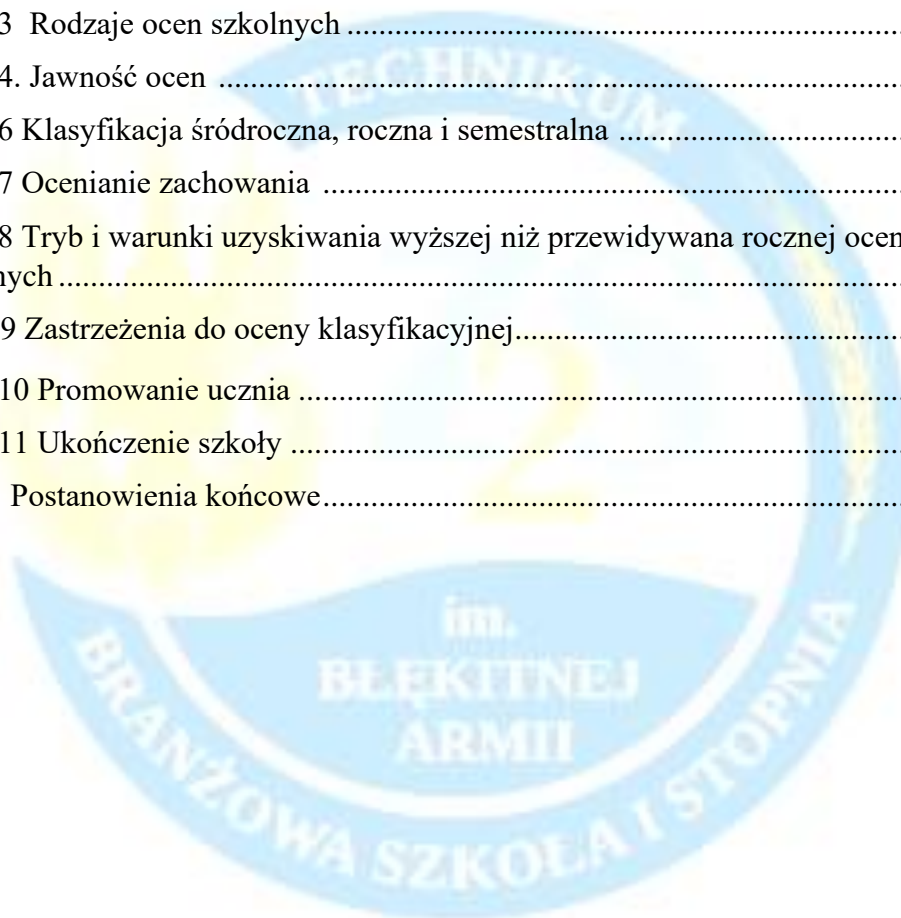 3 Rodzaje ocen szkolnych ........................................................................
4. Jawność ocen ........................................................................................
6 Klasyfikacja śródroczna, roczna i semestralna .......................................
7 Ocenianie zachowania ...........................................................................
8 Tryb i warunki uzyskiwania wyższej niż przewidywana rocznej ocen
nych ............................................................................................................
9 Zastrzeżenia do oceny klasyfikacyjnej...................................................
10 Promowanie ucznia ..............................................................................
11 Ukończenie szkoły ...............................................................................
Postanowienia końcowe...........................................................................
TECHNIKUM
2
im.
BŁĘKITNEJ
ARMII
BRANŻOWA SZKOŁA I STOPNIA